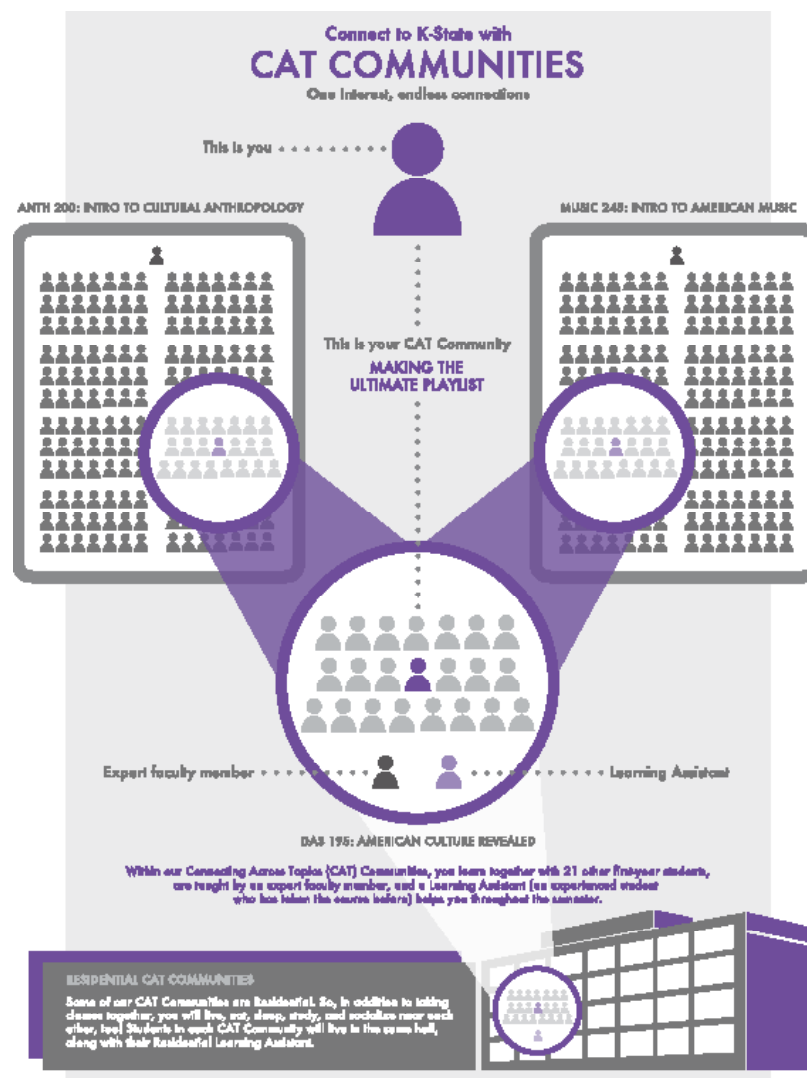 Connect to K-State with
CAT COMMUNITIES
One interest, endless connections
This is you
ANTH 200: INTRO TO CULTURAL ANTHROPOLOGY
MUSIC 245: INTRO TO AMERICAN MUSIC
This is your CAT Community
MAKING THE
ULTIMATE PLAYLIST
Expert faculty member
Learning Assistant
DAS 195: AMERICAN CULTURE REVEALED
Within our Connecting Across Topics (CAT) Communities, you learn together with 21 other first-year students,
are taught by an expert faculty member, and a Learning Assistant (an experienced student
who has taken the course before) helps you throughout the semester.
RESIDENTIAL CAT COMMUNITIES
Some of our CAT Communities are Residential. So, in addition to taking
classes together, you will live, eat, sleep, study, and socialize near each
other, too! Students in each CAT Community will live in the same hall,
along with their Residential Learning Assistant.